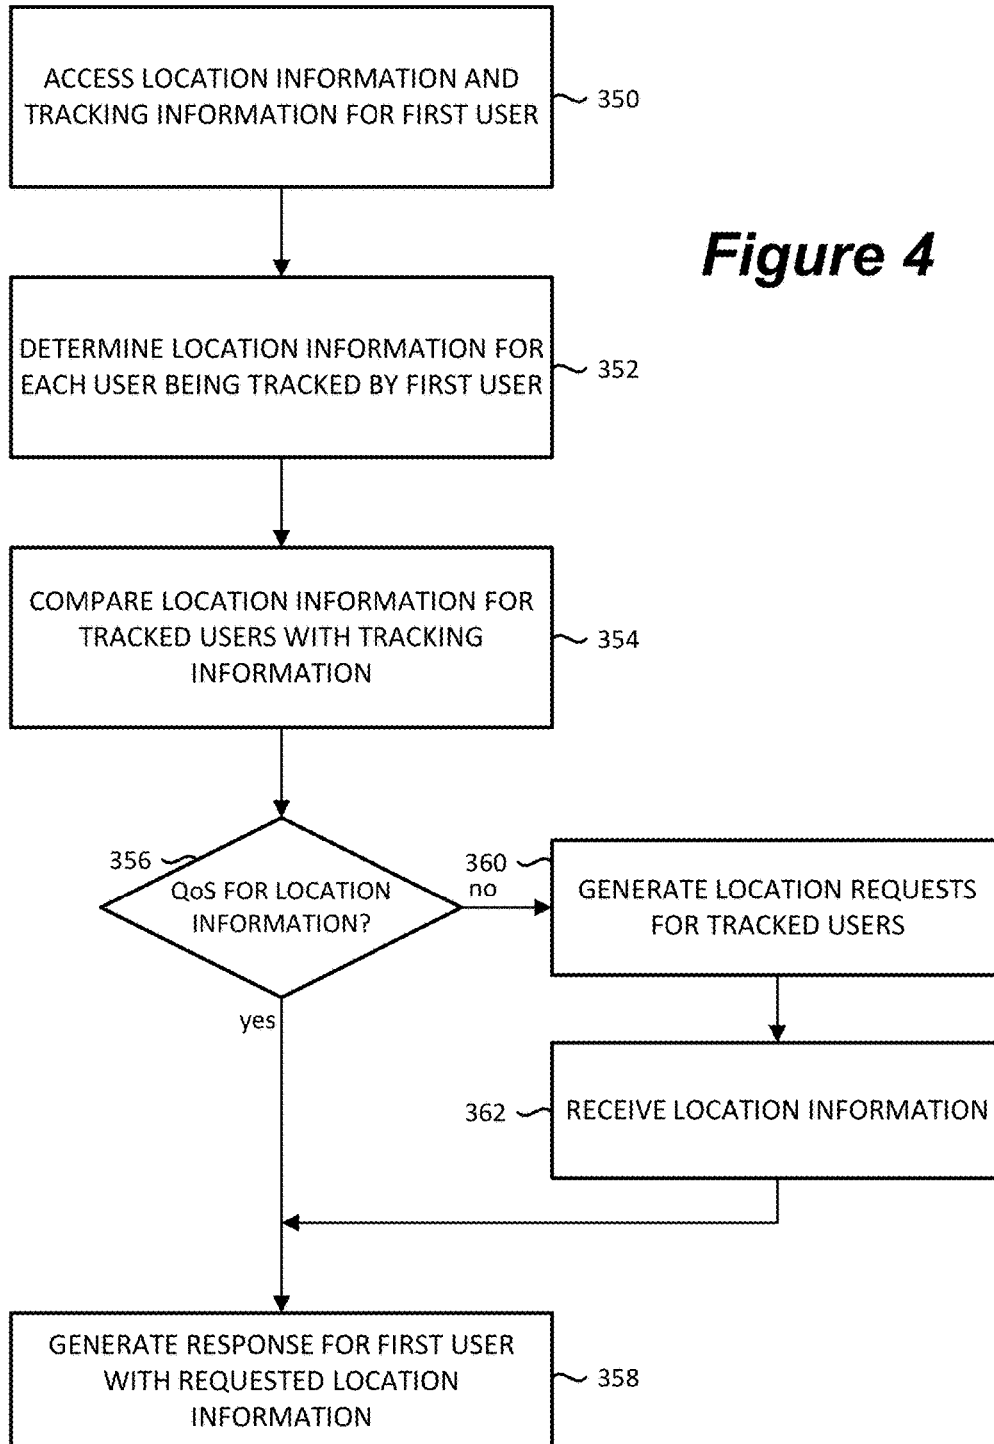 ACCESS LOCATION INFORMATION AND
TRACKING INFORMATION FOR FIRST USER
350
Figure 4
DETERMINE LOCATION INFORMATION FOR
EACH USER BEING TRACKED BY FIRST USER
352
COMPARE LOCATION INFORMATION FOR
TRACKED USERS WITH TRACKING
INFORMATION
354
356
QoS FOR LOCATION
INFORMATION?
no
yes
360
GENERATE LOCATION REQUESTS
FOR TRACKED USERS
362
RECEIVE LOCATION INFORMATION
GENERATE RESPONSE FOR FIRST USER
WITH REQUESTED LOCATION
INFORMATION
358